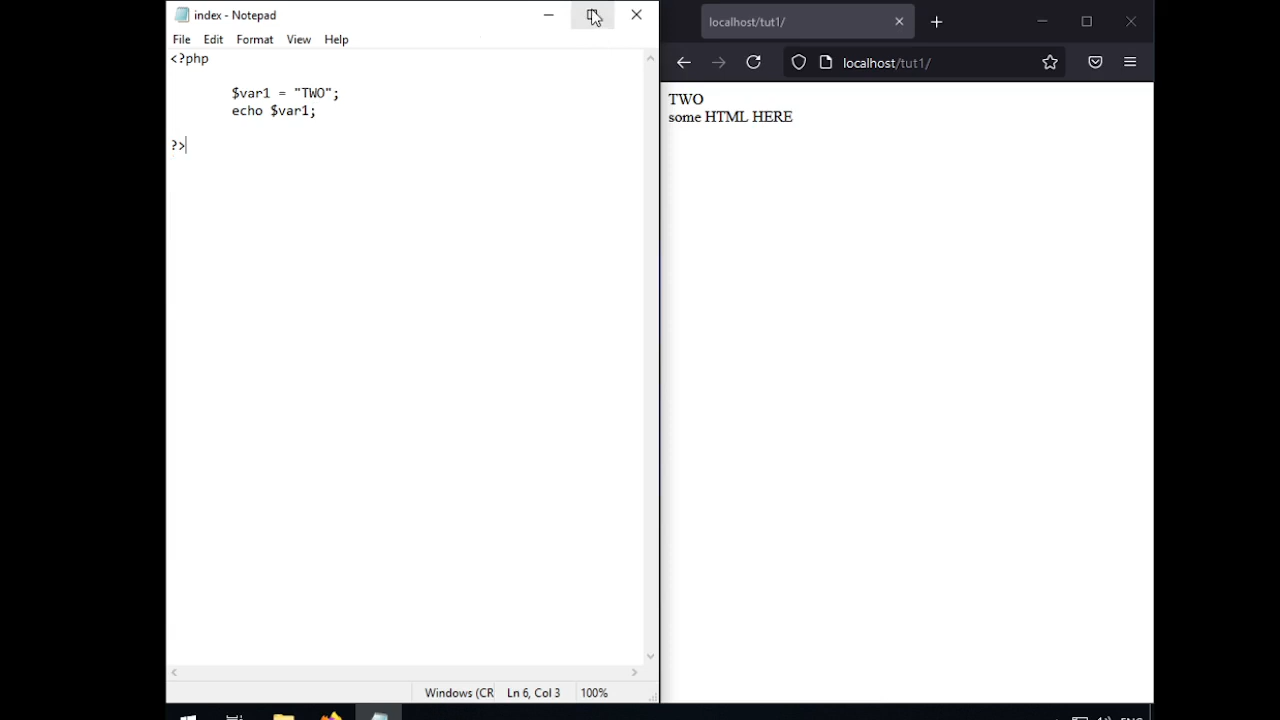 index - Notepad
File Edit Format View Help
<?php
$var1 = "TWO";
echo $var1;
?>
Windows (CR Ln 6, Col 3 100%
localhost/tut1/
localhost/tut1/
TWO
some HTML HERE
ENG